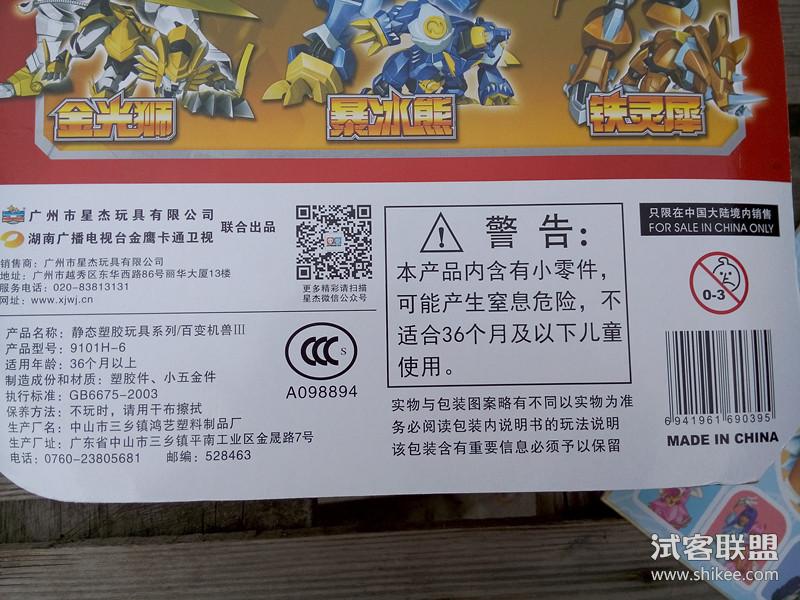 金光狮
暴冰熊
铁灵犀
广州市星杰玩具有限公司
湖南广播电视台金鹰卡通卫视
联合出品
销售商：广州市星杰玩具有限公司
地址：广州市越秀区东华西路86号丽华大厦13楼
服务电话：020-83813131
网址：www.xjwj.cn
更多精彩请扫描
星杰微信公众号
产品名称：静态塑胶玩具系列/百变机兽III
产品型号：9101H-6
适用年龄：36个月以上
制造成份和材质：塑胶件、小五金件
执行标准：GB6675-2003
保养方法：不玩时，请用干布擦拭
生产厂名：中山市三乡镇鸿艺塑料制品厂
生产厂址：广东省中山市三乡镇平南工业区金晟路7号
电话：0760-23805681 邮编：528463
CCC S
A098894
警告：
本产品内含有小零件，
可能产生窒息危险，不
适合36个月及以下儿童
使用。
实物与包装图案略有不同以实物为准
务必阅读包装内说明书的玩法说明
该包装含有重要信息必须予以保留
只限在中国大陆境内销售
FOR SALE IN CHINA ONLY
0-3
6 941961 690395
MADE IN CHINA
试客联盟
www.shikee.com